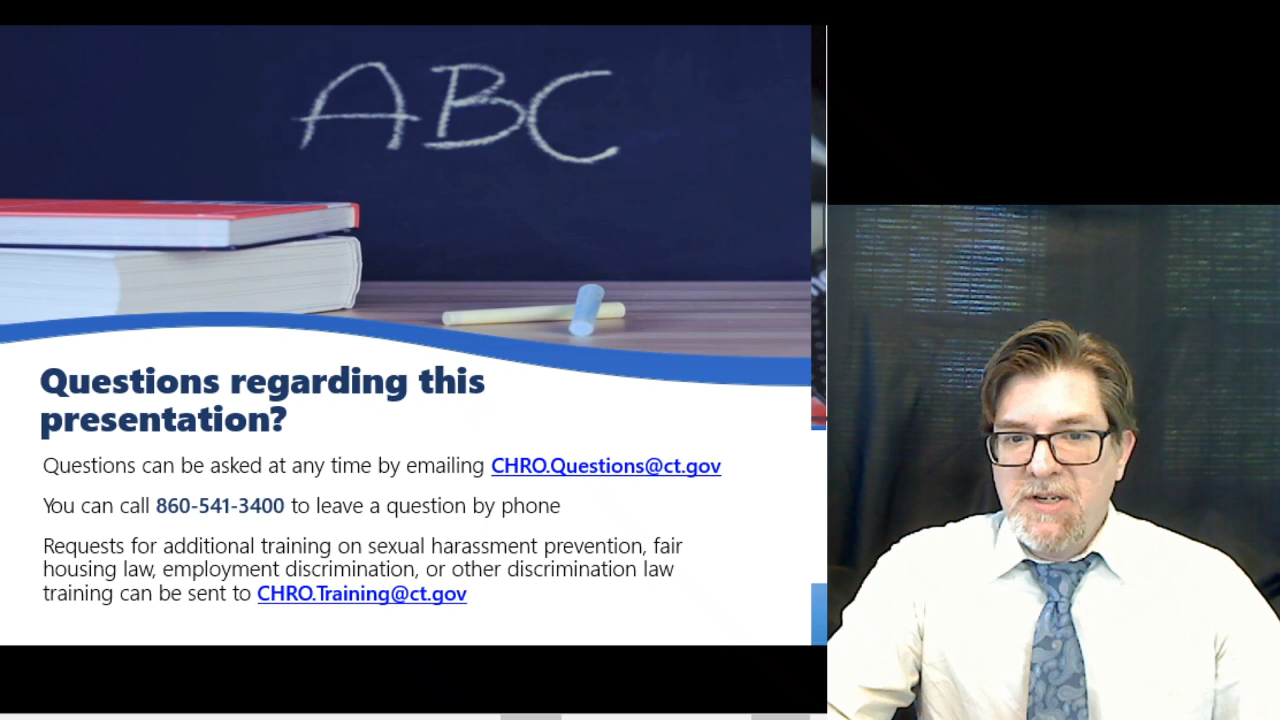 ABC
Questions regarding this
presentation?
Questions can be asked at any time by emailing CHRO.Questions@ct.gov
You can call 860-541-3400 to leave a question by phone
Requests for additional training on sexual harassment prevention, fair
housing law, employment discrimination, or other discrimination law
training can be sent to CHRO.Training@ct.gov